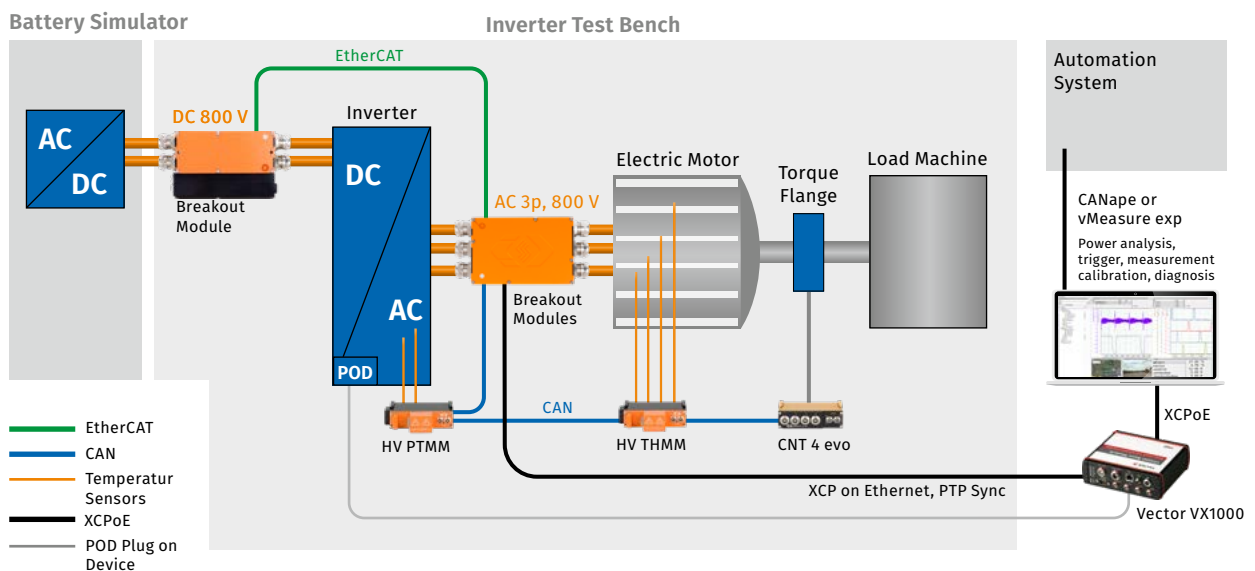 Battery Simulator
Inverter Test Bench
EtherCAT
Automation
System
AC
DC
DC 800 V
Breakout
Module
Inverter
DC
AC
POD
AC 3p, 800 V
Breakout
Modules
Electric Motor
Torque
Flange
Load Machine
CANape or
vMeasure exp
Power analysis,
trigger, measurement
calibration, diagnosis
HV PTMM
CAN
HV THMM
CNT 4 evo
XCPoE
XCP on Ethernet, PTP Sync
Vector VX1000
EtherCAT
CAN
Temperatur
Sensors
XCPoE
POD Plug on
Device